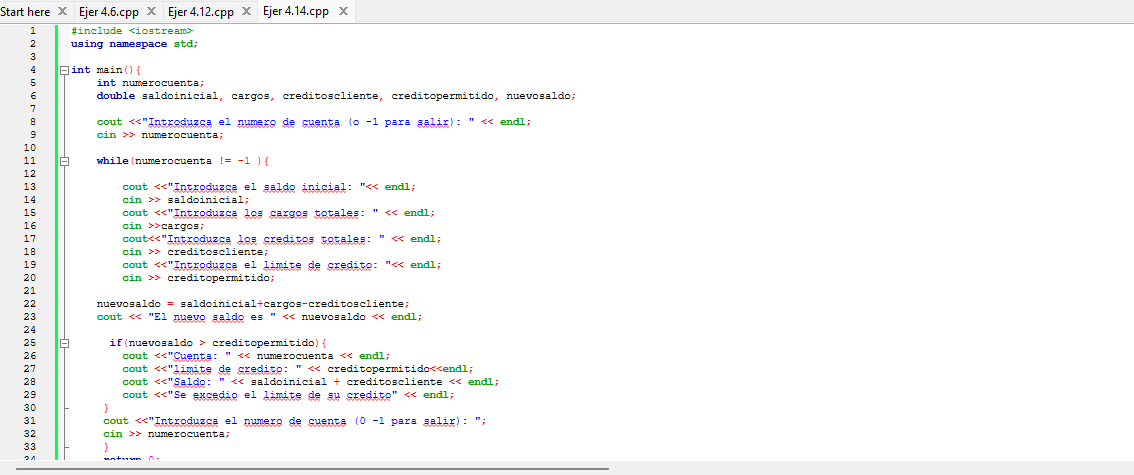 Start here X Ejer 4.6.cpp X Ejer 4.12.cpp X Ejer 4.14.cpp X
1 #include <iostream>
2 using namespace std;
3
4 int main(){
5 int numerocuenta;
6 double saldoinicial, cargos, creditoscliente, creditopermitido, nuevosaldo;
7
8 cout <<"Introduzca el numero de cuenta (o -1 para salir): " << endl;
9 cin >> numerocuenta;
10
11 while(numerocuenta != -1 ){
12
13 cout <<"Introduzca el saldo inicial: "<< endl;
14 cin >> saldoinicial;
15 cout <<"Introduzca los cargos totales: " << endl;
16 cin >>cargos;
17 cout<<"Introduzca los creditos totales: " << endl;
18 cin >> creditoscliente;
19 cout <<"Introduzca el limite de credito: "<< endl;
20 cin >> creditopermitido;
21
22 nuevosaldo = saldoinicial+cargos-creditoscliente;
23 cout << "El nuevo saldo es " << nuevosaldo << endl;
24
25 if(nuevosaldo > creditopermitido){
26 cout <<"Cuenta: " << numerocuenta << endl;
27 cout <<"limite de credito: " << creditopermitido<<endl;
28 cout <<"Saldo: " << saldoinicial + creditoscliente << endl;
29 cout <<"Se excedio el limite de su credito" << endl;
30 }
31 cout <<"Introduzca el numero de cuenta (0 -1 para salir): ";
32 cin >> numerocuenta;
33 }
34 return 0;